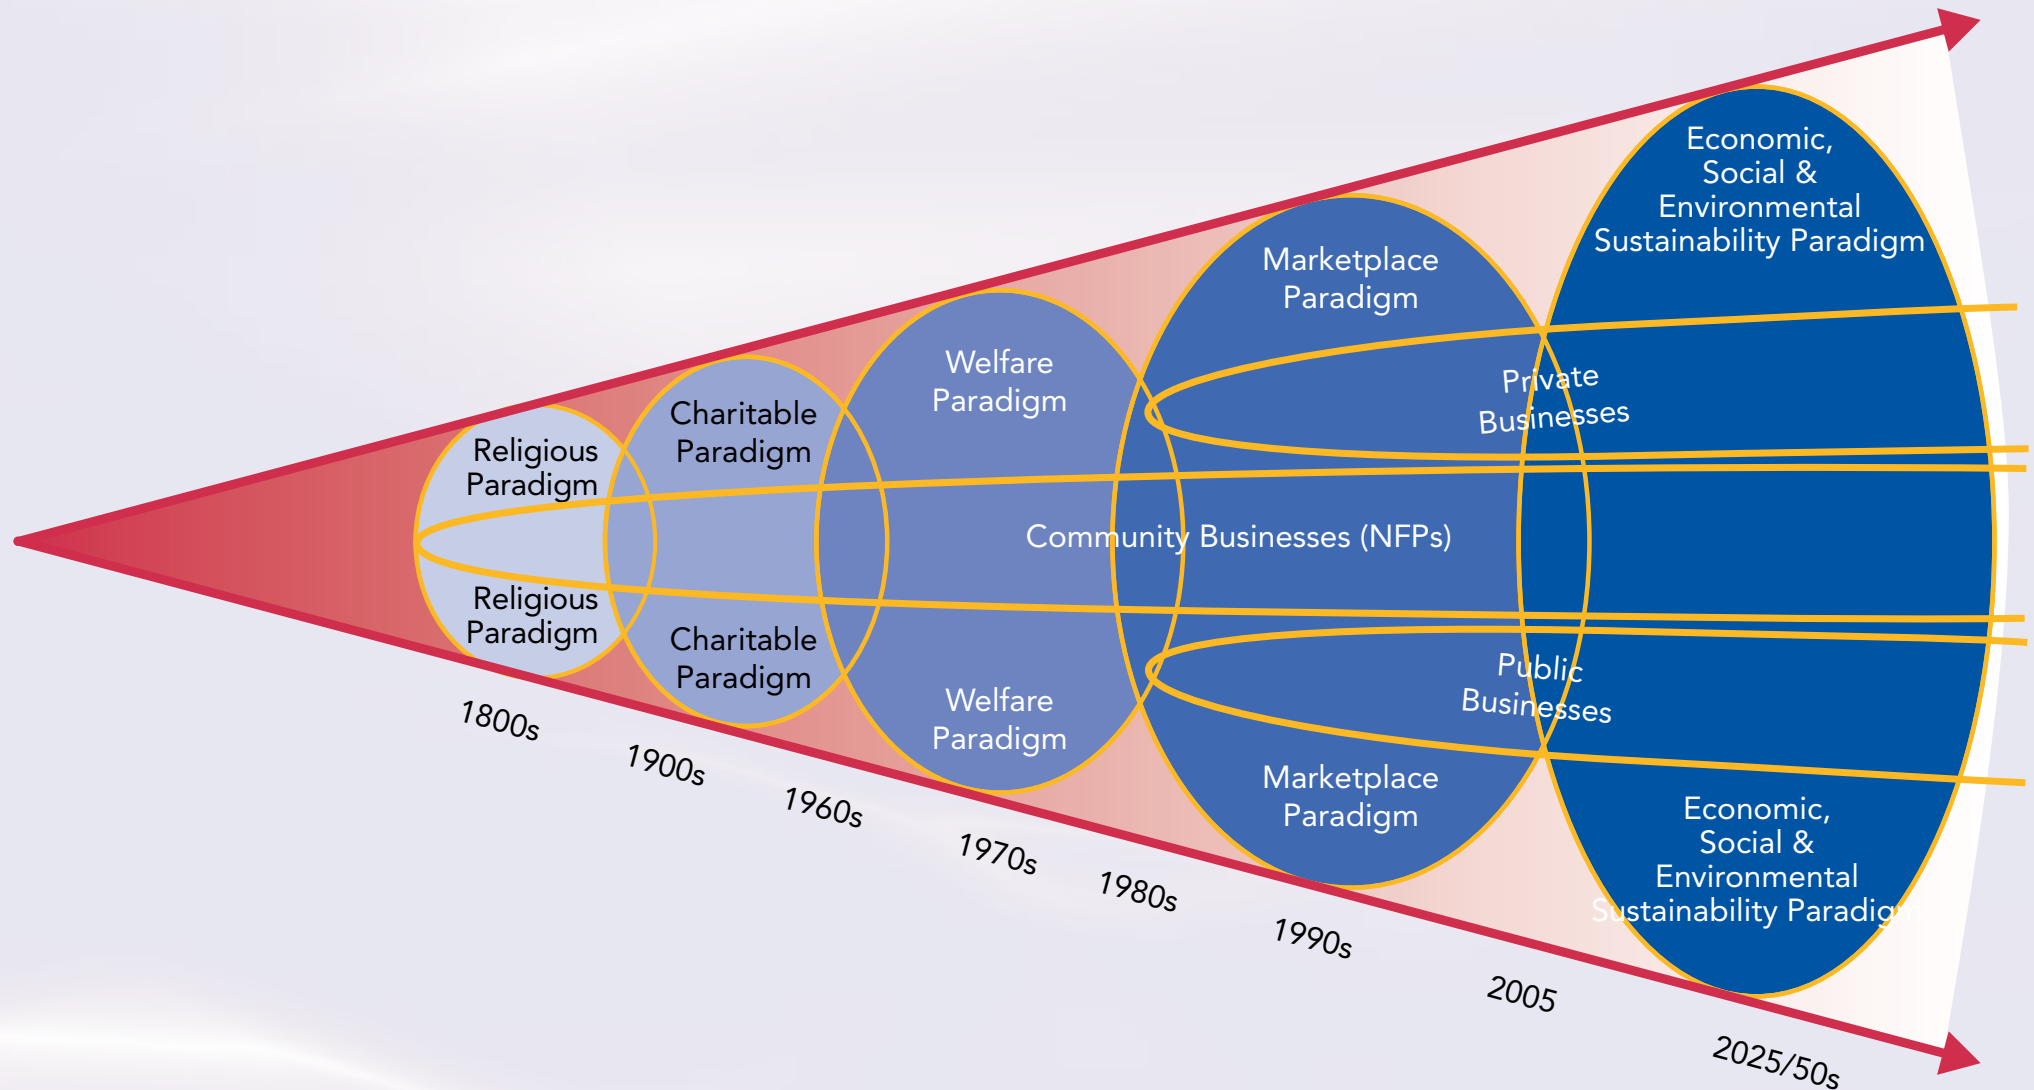 Religious
Paradigm
Religious
Paradigm
Charitable
Paradigm
Charitable
Paradigm
Welfare
Paradigm
Welfare
Paradigm
Marketplace
Paradigm
Marketplace
Paradigm
Economic,
Social &
Environmental
Sustainability Paradigm
Economic,
Social &
Environmental
Sustainability Paradigm
Private
Businesses
Community Businesses (NFPs)
Public
Businesses
1800s
1900s
1960s
1970s
1980s
1990s
2005
2025/50s